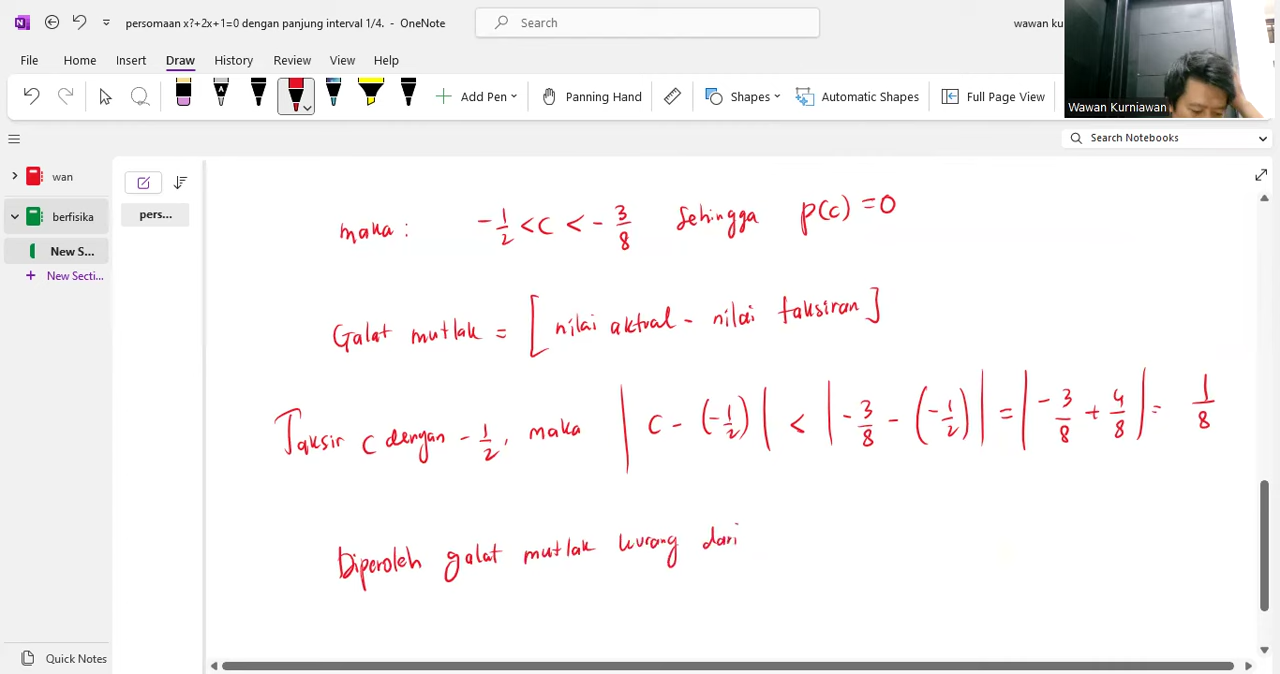 persomaan x?+2x+1=0 dengan panjung interval 1/4. - OneNote
Search
wawan ku
File Home Insert Draw History Review View Help
Add Pen Panning Hand Shapes Automatic Shapes Full Page View
Wawan Kurniawan
Search Notebooks
wan
berfisika
New S...
New Secti...
pers...
maka : -1/2 < c < -3/8 Sehingga p(c) = 0
Galat mutlak = [nilai aktual - nilai taksiran]
Taksir c dengan -1/2, maka |c - (-1/2)| < |-3/8 - (-1/2)| = |-3/8 + 4/8| = 1/8
Diperoleh galat mutlak kurang dari
Quick Notes